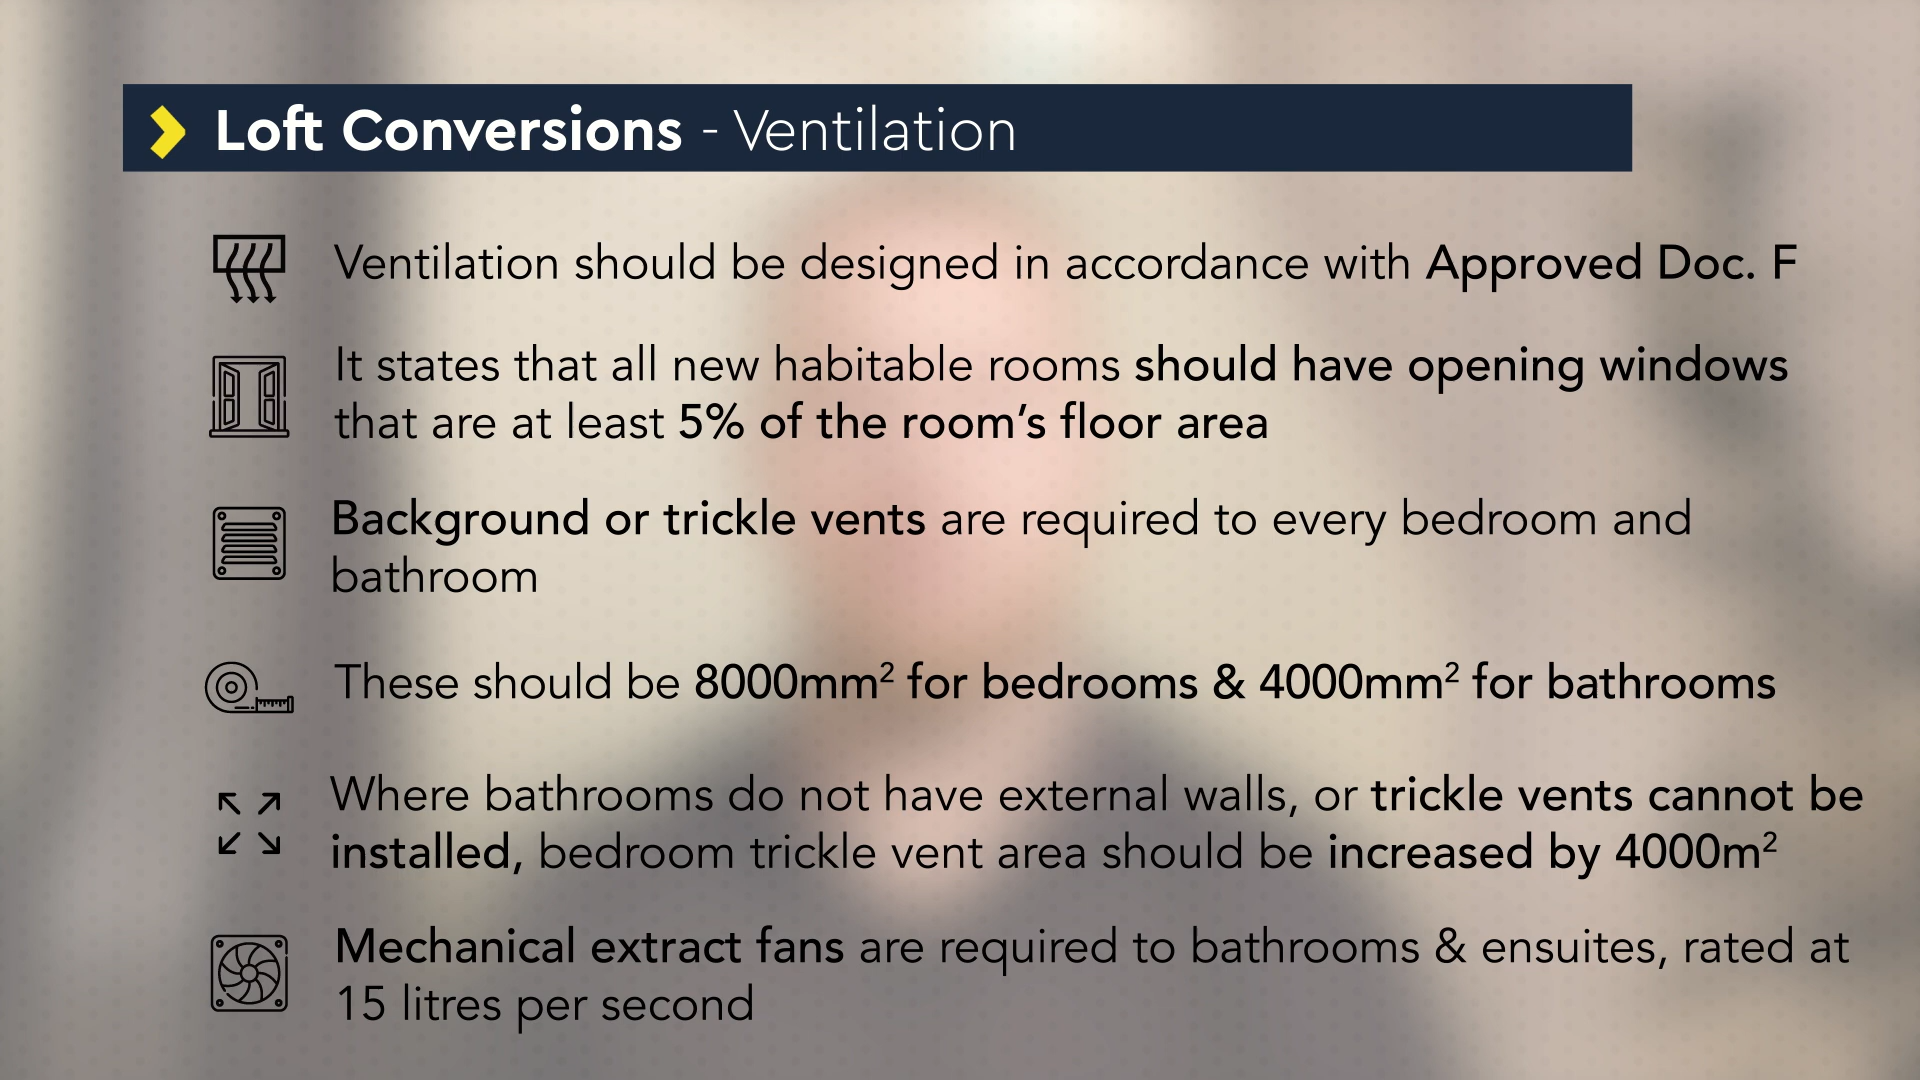 Loft Conversions - Ventilation
Ventilation should be designed in accordance with Approved Doc. F
It states that all new habitable rooms should have opening windows
that are at least 5% of the room’s floor area
Background or trickle vents are required to every bedroom and
bathroom
These should be 8000mm² for bedrooms & 4000mm² for bathrooms
Where bathrooms do not have external walls, or trickle vents cannot be
installed, bedroom trickle vent area should be increased by 4000m²
Mechanical extract fans are required to bathrooms & ensuites, rated at
15 litres per second